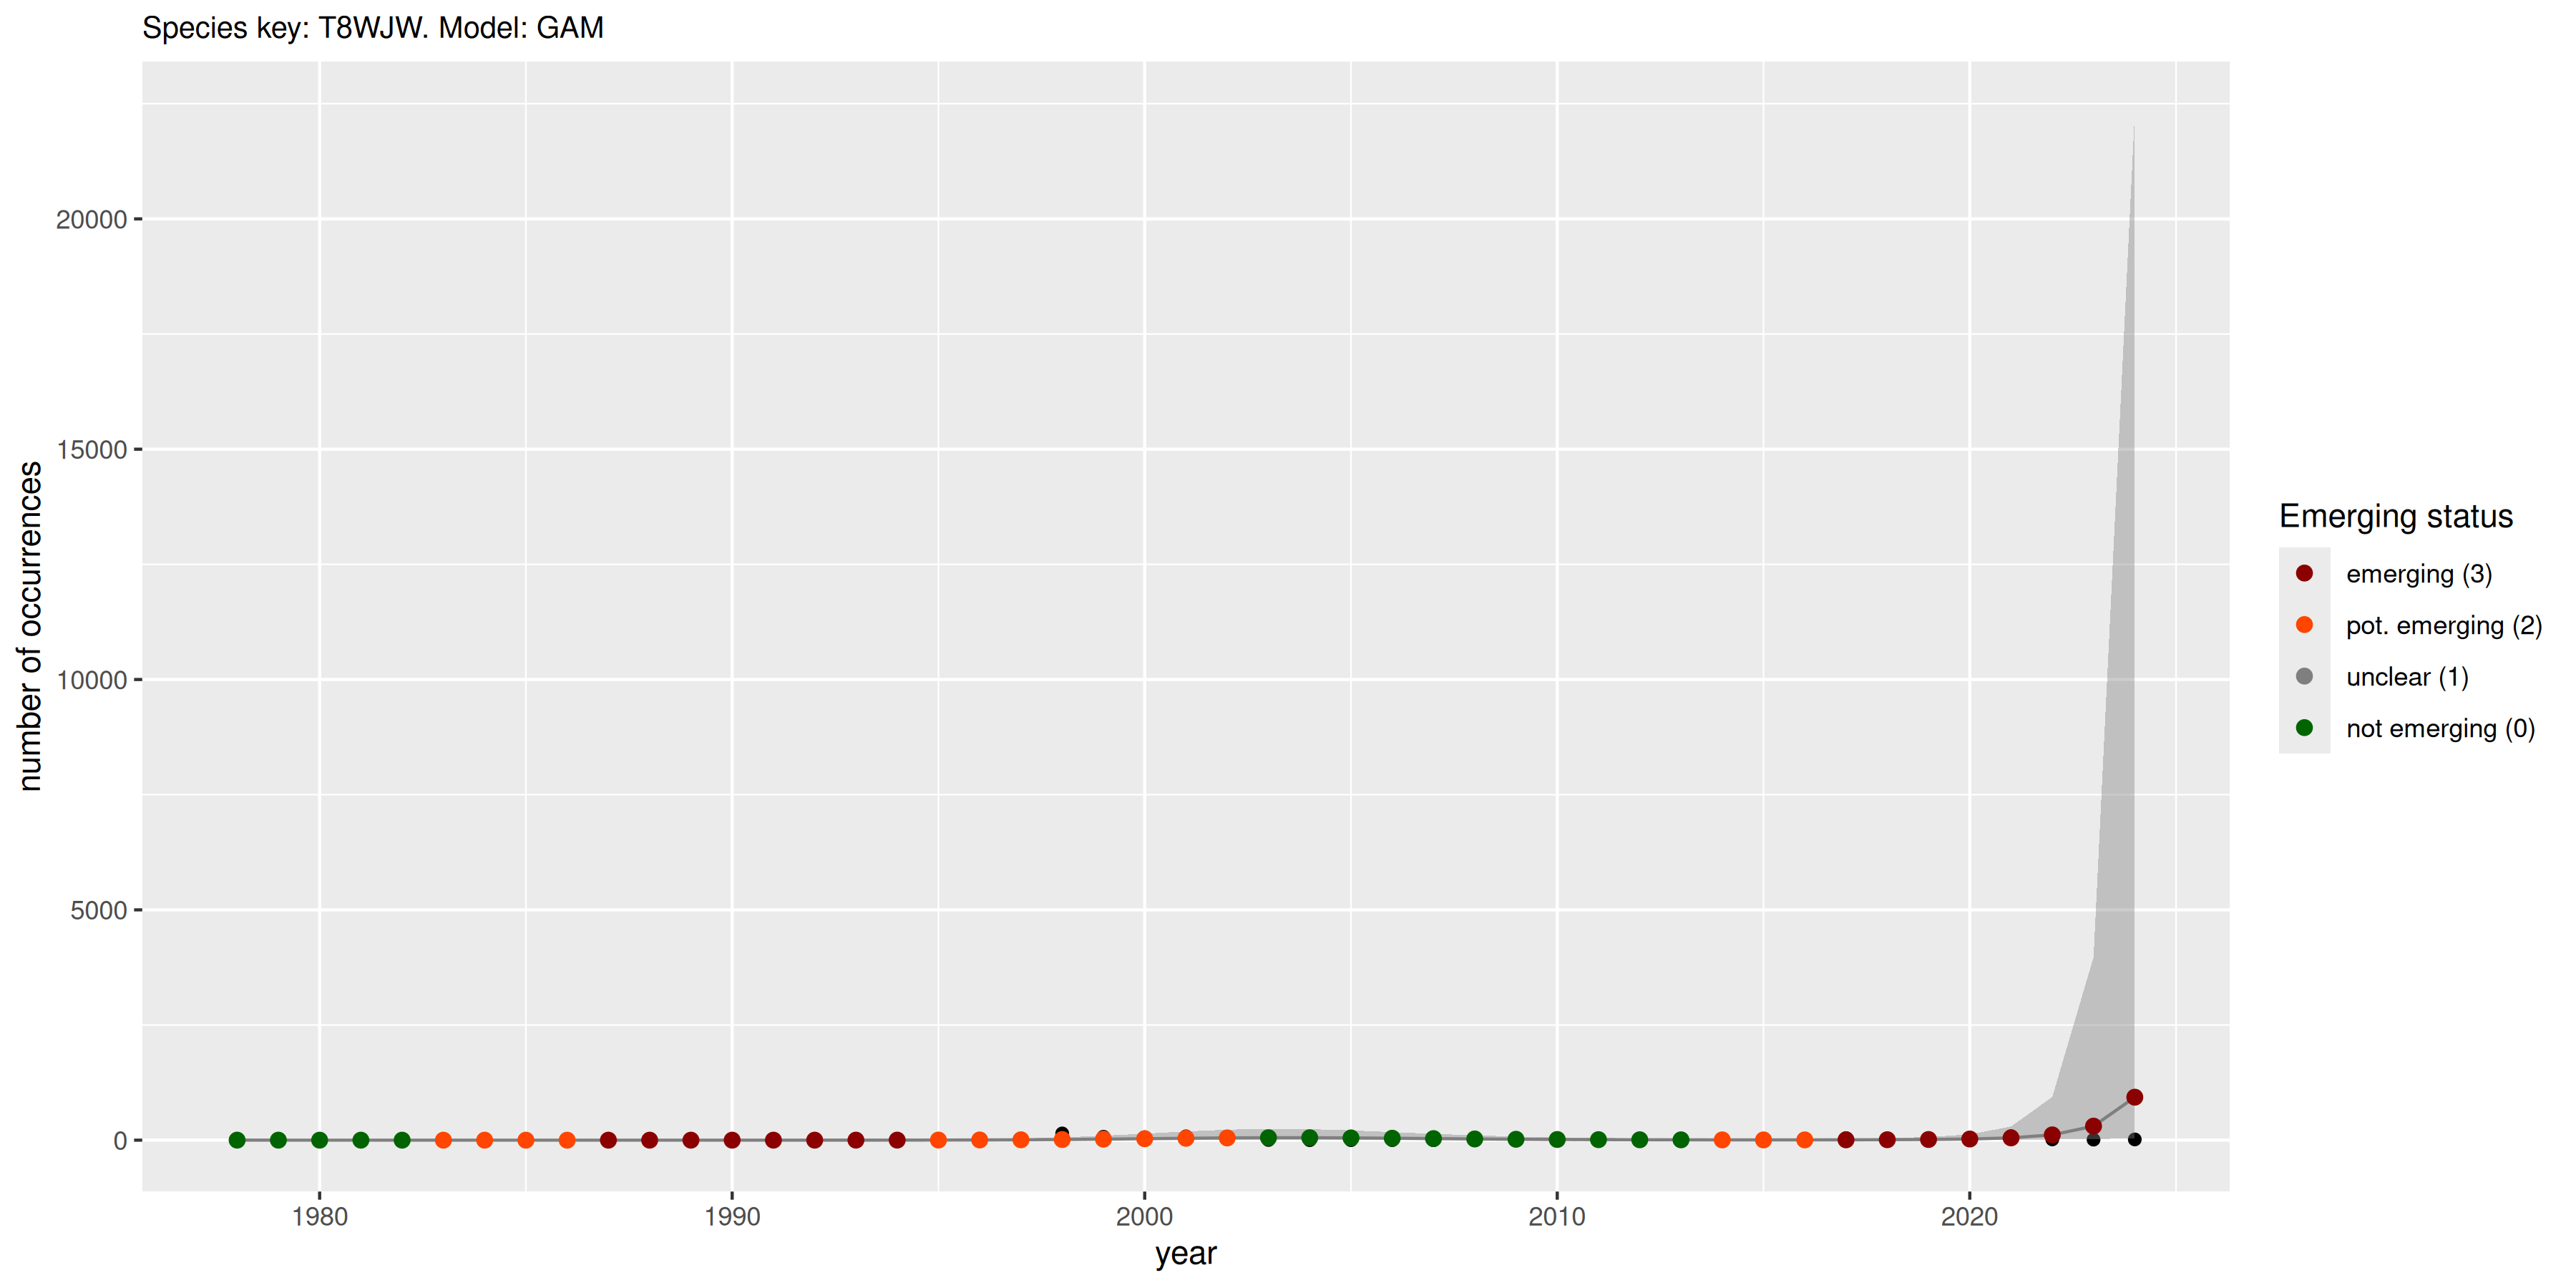 Species key: T8WJW. Model: GAM
number of occurrences
20000
15000
10000
5000
0
1980
1990
2000
2010
2020
year
Emerging status
emerging (3)
pot. emerging (2)
unclear (1)
not emerging (0)